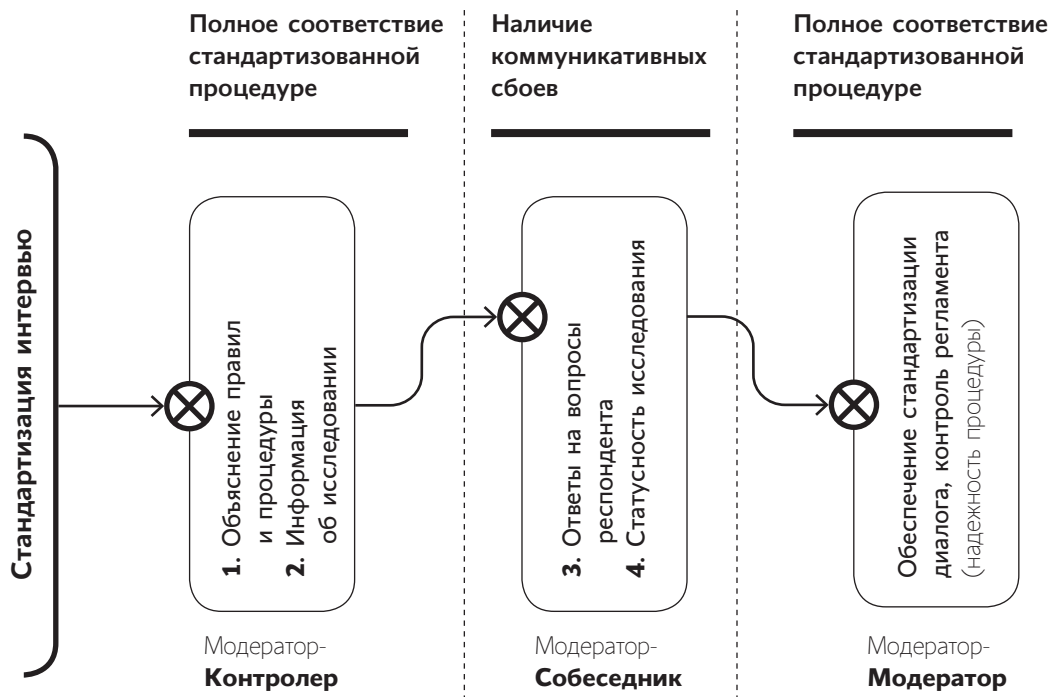 Полное соответствие
стандартизованной
процедуре
Наличие
коммуникативных
сбоев
Полное соответствие
стандартизованной
процедуре
Стандартизация интервью
1. Объяснение правил
и процедуры
2. Информация
об исследовании
3. Ответы на вопросы
респондента
4. Статусность исследования
Обеспечение стандартизации
диалога, контроль регламента
(надежность процедуры)
Модератор-
Контролер
Модератор-
Собеседник
Модератор-
Модератор